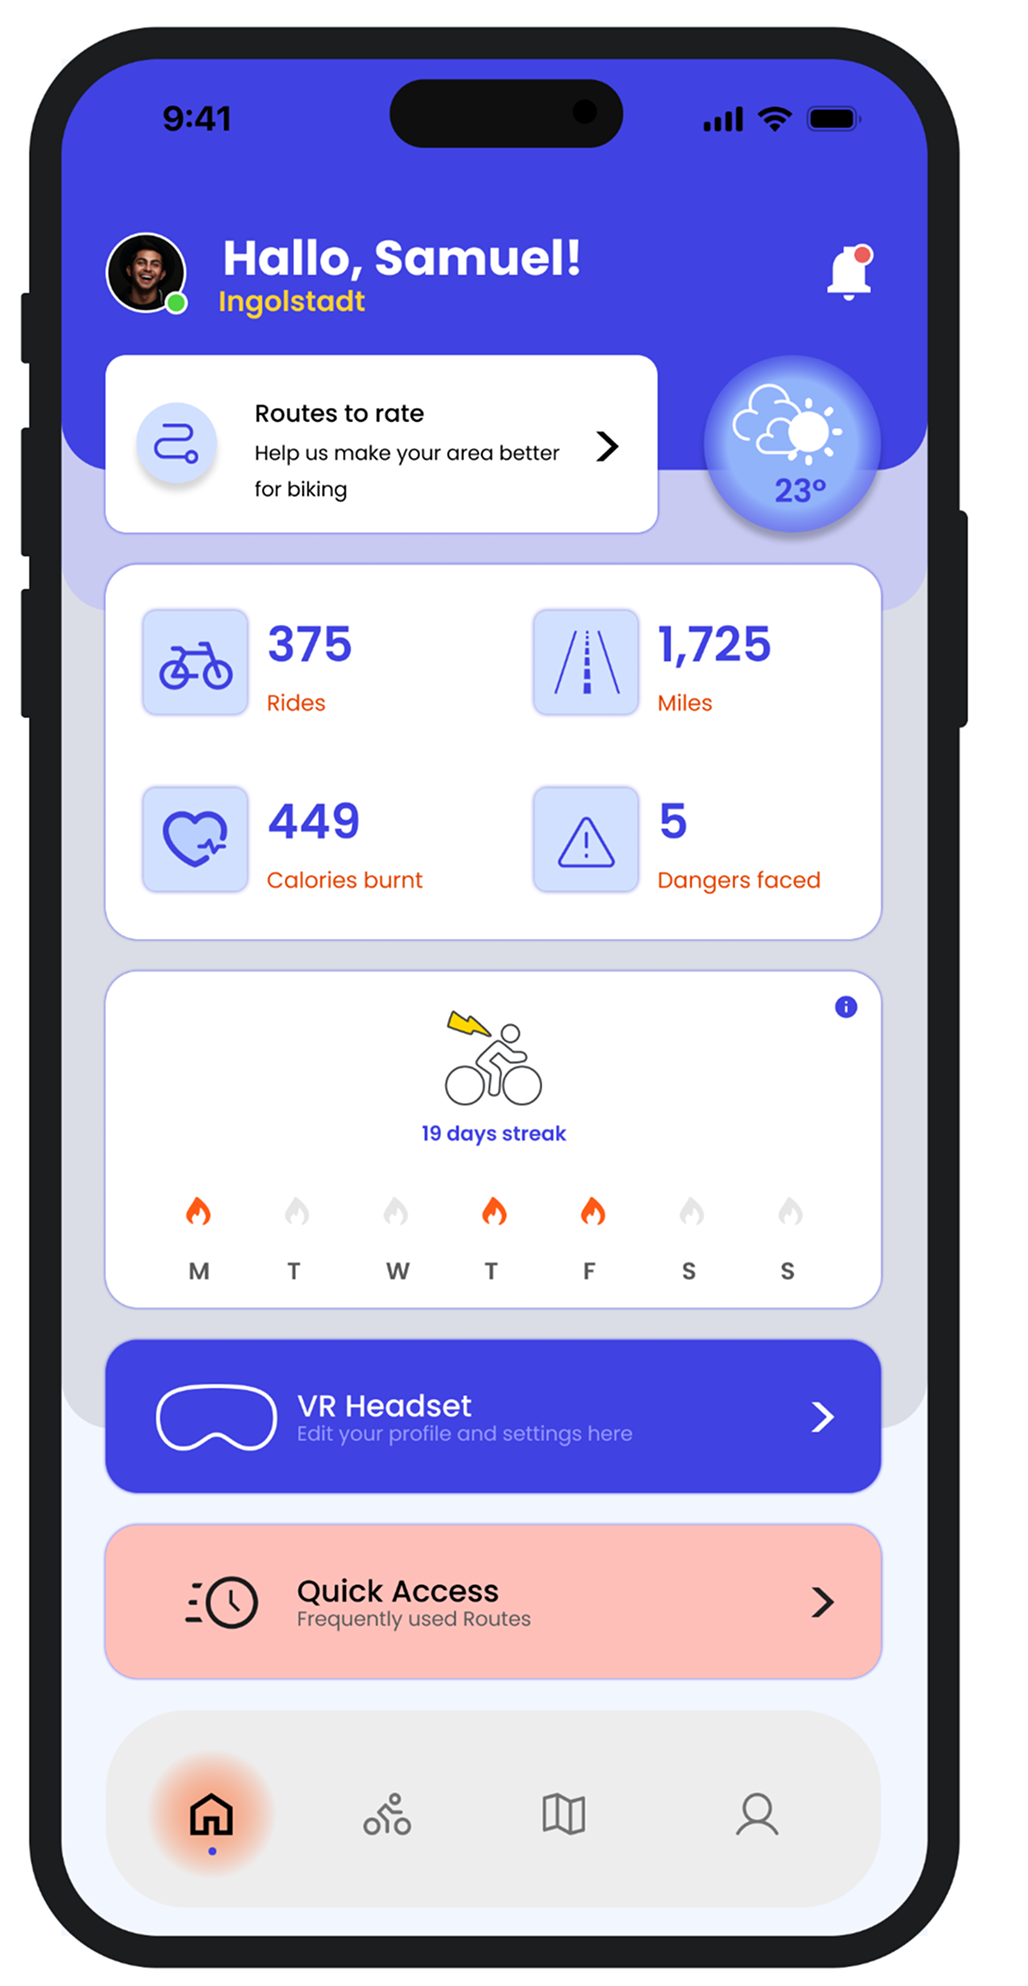 9:41
Hallo, Samuel!
Ingolstadt
Routes to rate
Help us make your area better
for biking
23°
375
Rides
1,725
Miles
449
Calories burnt
5
Dangers faced
19 days streak
M T W T F S S
VR Headset
Edit your profile and settings here
Quick Access
Frequently used Routes